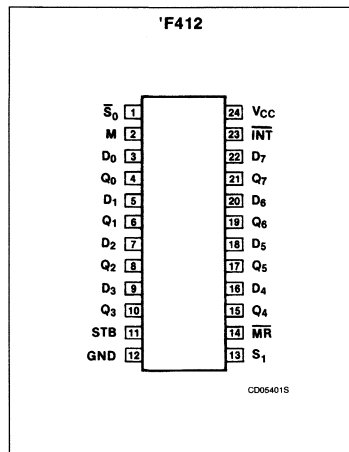 'F412
S̅₀ 1 24 VCC
M 2 23 I̅N̅T̅
D₀ 3 22 D₇
Q₀ 4 21 Q₇
D₁ 5 20 D₆
Q₁ 6 19 Q₆
D₂ 7 18 D₅
Q₂ 8 17 Q₅
D₃ 9 16 D₄
Q₃ 10 15 Q₄
STB 11 14 M̅R̅
GND 12 13 S₁
CD05401S